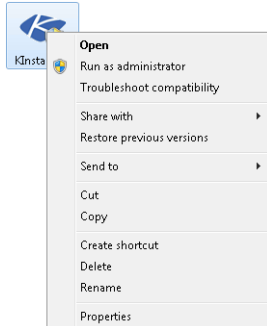 KInsta
Open
Run as administrator
Troubleshoot compatibility
Share with
Restore previous versions
Send to
Cut
Copy
Create shortcut
Delete
Rename
Properties